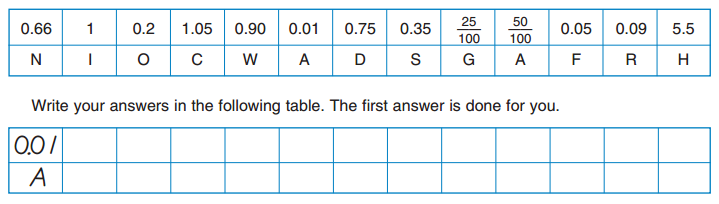 0.66 1 0.2 1.05 0.90 0.01 0.75 0.35 25/100 50/100 0.05 0.09 5.5
N I O C W A D S G A F R H
Write your answers in the following table. The first answer is done for you.
0.01
A